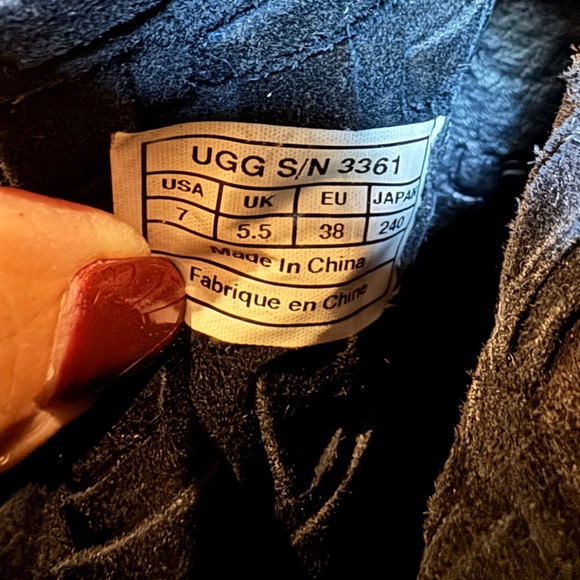 UGG S/N 3361
USA UK EU JAPAN
7 5.5 38 240
Made In China
Fabrique en Chine